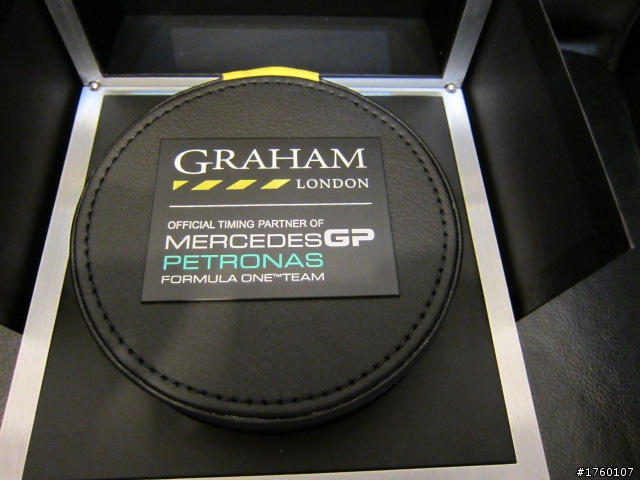 GRAHAM
LONDON
OFFICIAL TIMING PARTNER OF
MERCEDESGP
PETRONAS
FORMULA ONE™TEAM
#1760107